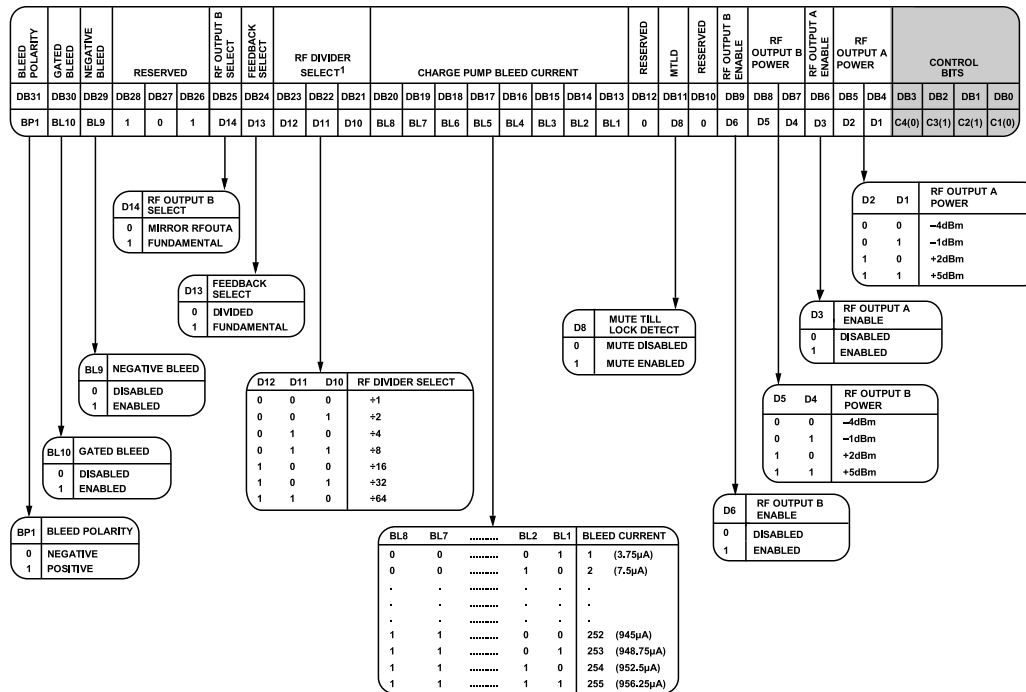 BLEED POLARITY
GATED BLEED
NEGATIVE BLEED
RESERVED
RF OUTPUT B SELECT
FEEDBACK SELECT
RF DIVIDER SELECT1
CHARGE PUMP BLEED CURRENT
RESERVED
MTLD
RESERVED
RF OUTPUT B ENABLE
RF OUTPUT B POWER
RF OUTPUT A ENABLE
RF OUTPUT A POWER
CONTROL BITS
DB31 DB30 DB29 DB28 DB27 DB26 DB25 DB24 DB23 DB22 DB21 DB20 DB19 DB18 DB17 DB16 DB15 DB14 DB13 DB12 DB11 DB10 DB9 DB8 DB7 DB6 DB5 DB4 DB3 DB2 DB1 DB0
BP1 BL10 BL9 1 0 1 D14 D13 D12 D11 D10 BL8 BL7 BL6 BL5 BL4 BL3 BL2 BL1 0 D8 0 D6 D5 D4 D3 D2 D1 C4(0) C3(1) C2(1) C1(0)
D14 RF OUTPUT B SELECT
0 MIRROR RFOUTA
1 FUNDAMENTAL
D2 D1 RF OUTPUT A POWER
0 0 –4dBm
0 1 –1dBm
1 0 +2dBm
1 1 +5dBm
D13 FEEDBACK SELECT
0 DIVIDED
1 FUNDAMENTAL
D3 RF OUTPUT A ENABLE
0 DISABLED
1 ENABLED
D8 MUTE TILL LOCK DETECT
0 MUTE DISABLED
1 MUTE ENABLED
BL9 NEGATIVE BLEED
0 DISABLED
1 ENABLED
D12 D11 D10 RF DIVIDER SELECT
0 0 0 ÷1
0 0 1 ÷2
0 1 0 ÷4
0 1 1 ÷8
1 0 0 ÷16
1 0 1 ÷32
1 1 0 ÷64
D5 D4 RF OUTPUT B POWER
0 0 –4dBm
0 1 –1dBm
1 0 +2dBm
1 1 +5dBm
BL10 GATED BLEED
0 DISABLED
1 ENABLED
D6 RF OUTPUT B ENABLE
0 DISABLED
1 ENABLED
BP1 BLEED POLARITY
0 NEGATIVE
1 POSITIVE
BL8 BL7 .......... BL2 BL1 BLEED CURRENT
0 0 .......... 0 1 1 (3.75µA)
0 0 .......... 1 0 2 (7.5µA)
. . . . .
. . . . .
. . . . .
1 1 .......... 0 0 252 (945µA)
1 1 .......... 0 1 253 (948.75µA)
1 1 .......... 1 0 254 (952.5µA)
1 1 .......... 1 1 255 (956.25µA)